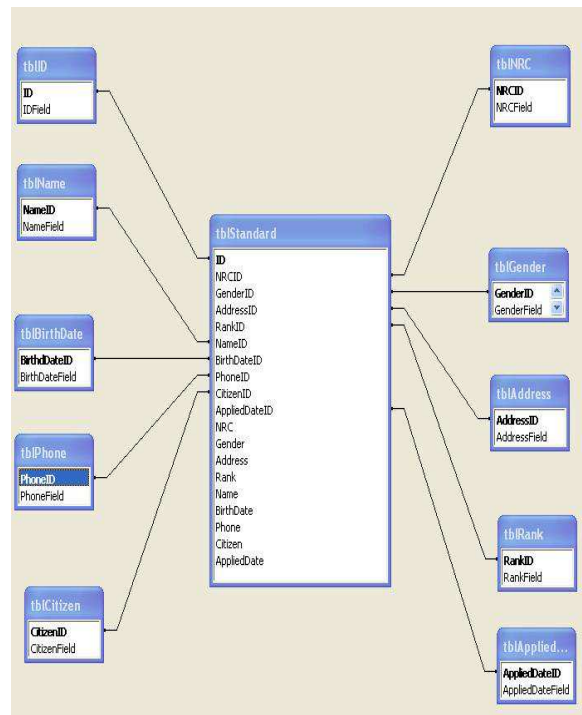 tblID
ID
IDField
tblName
NameID
NameField
tblBirthDate
BirthdDateID
BirthDateField
tblPhone
PhoneID
PhoneField
tblCitizen
CitizenID
CitizenField
tblStandard
ID
NRCID
GenderID
AddressID
RankID
NameID
BirthDateID
PhoneID
CitizenID
AppliedDateID
NRC
Gender
Address
Rank
Name
BirthDate
Phone
Citizen
AppliedDate
tblNRC
NRCID
NRCField
tblGender
GenderID
GenderField
tblAddress
AddressID
AddressField
tblRank
RankID
RankField
tblApplied...
AppliedDateID
AppliedDateField